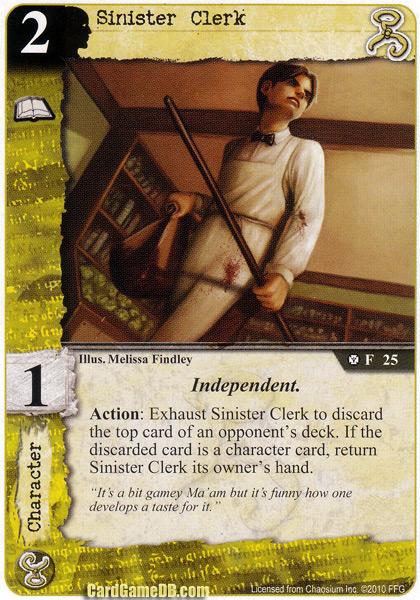 2
Sinister Clerk
Illus. Melissa Findley
F 25
1
Independent.
Action: Exhaust Sinister Clerk to discard
the top card of an opponent's deck. If the
discarded card is a character card, return
Sinister Clerk its owner's hand.
"It's a bit gamey Ma'am but it's funny how one
develops a taste for it."
Character
Licensed from Chaosium Inc. ©2010 FFG
CardGameDB.com